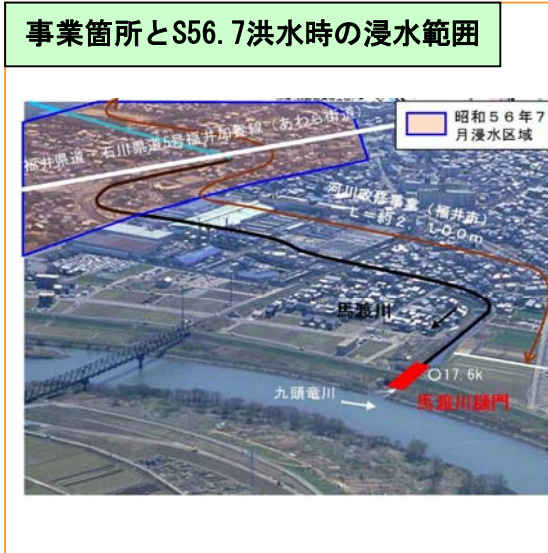 事業箇所とS56.7洪水時の浸水範囲
昭和56年7
月浸水区域
福井県道・石川県道5号福井加賀線(あわら街道)
河川改修事業(福井市)
L=約2,100m
馬渡川
○17.6k
九頭竜川
馬渡川樋門